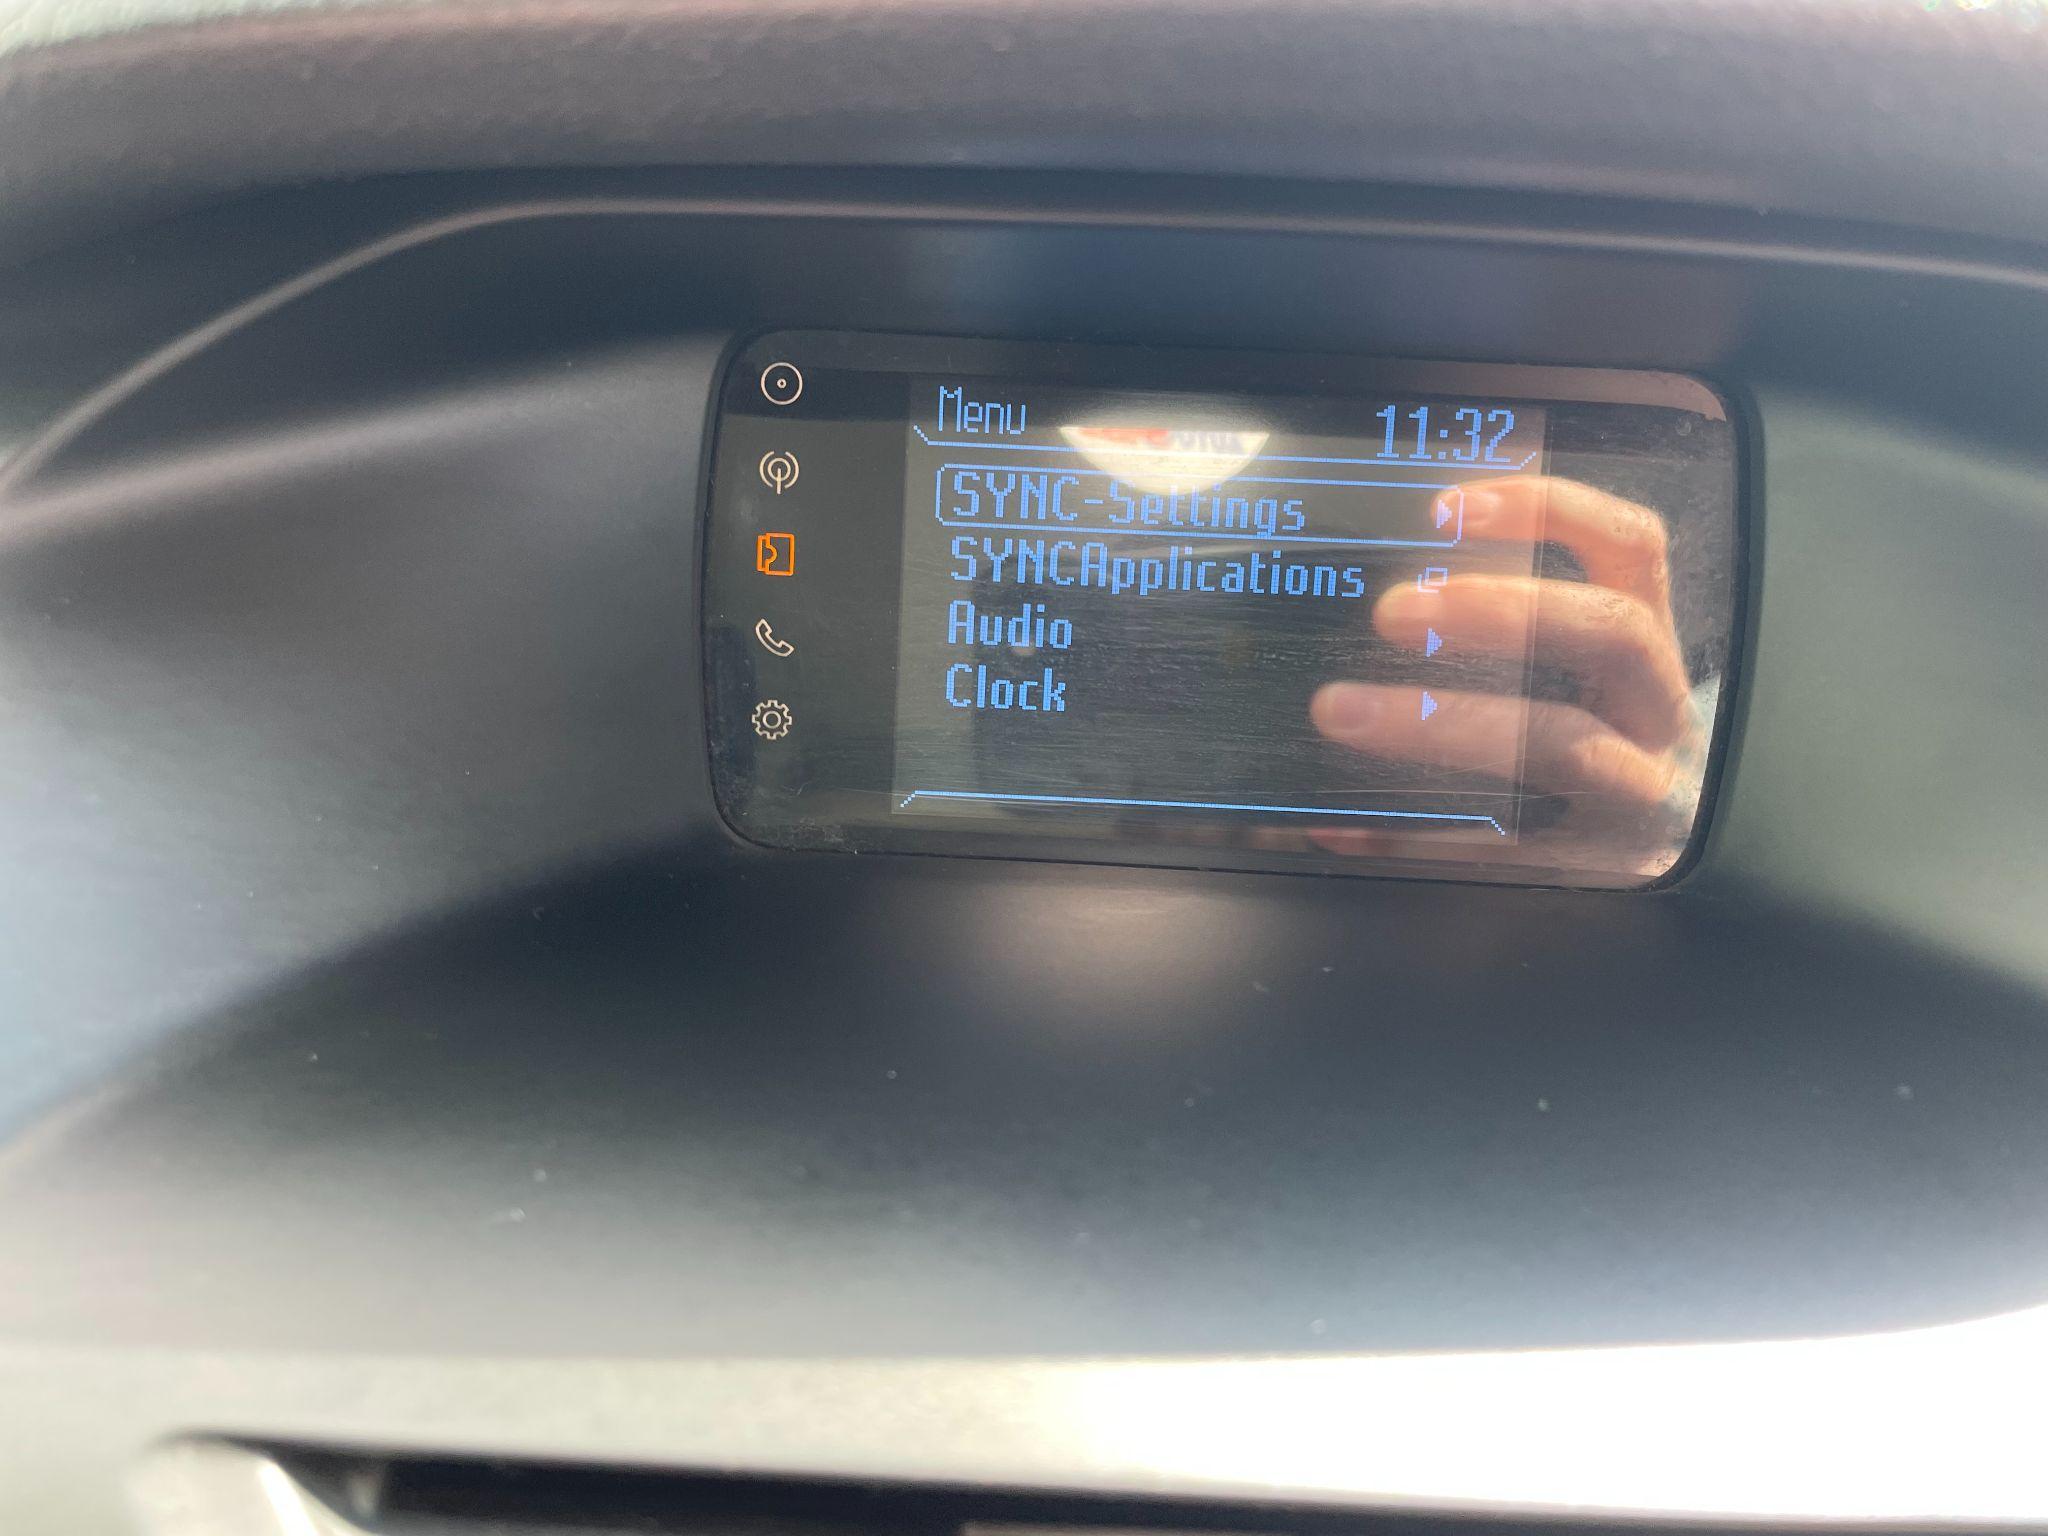 Menu
11:32
SYNC-Settings
SYNCApplications
Audio
Clock